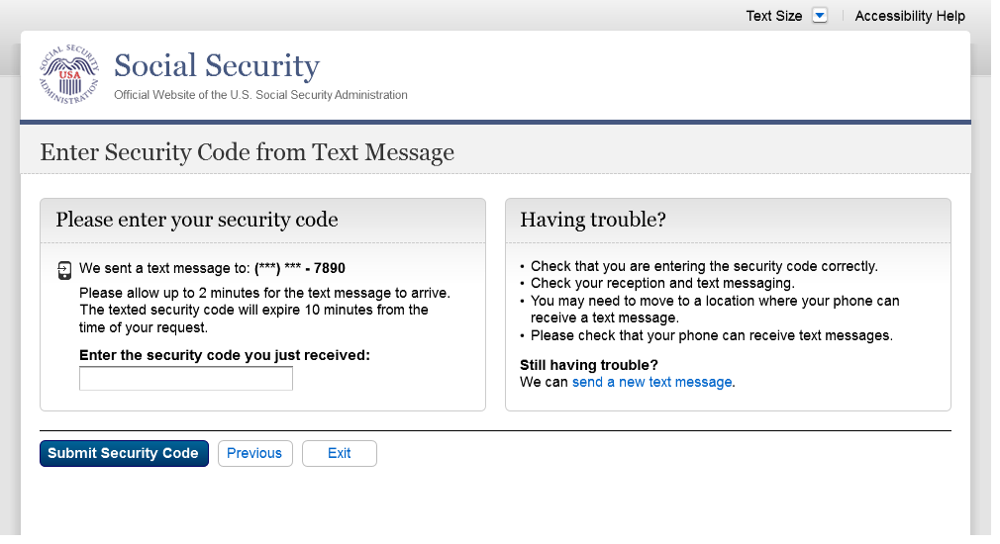 Text Size
Accessibility Help
SOCIAL SECURITY ADMINISTRATION
USA
Social Security
Official Website of the U.S. Social Security Administration
Enter Security Code from Text Message
Please enter your security code
We sent a text message to: (***) *** - 7890
Please allow up to 2 minutes for the text message to arrive.
The texted security code will expire 10 minutes from the
time of your request.
Enter the security code you just received:
Having trouble?
• Check that you are entering the security code correctly.
• Check your reception and text messaging.
• You may need to move to a location where your phone can
receive a text message.
• Please check that your phone can receive text messages.
Still having trouble?
We can send a new text message.
Submit Security Code
Previous
Exit